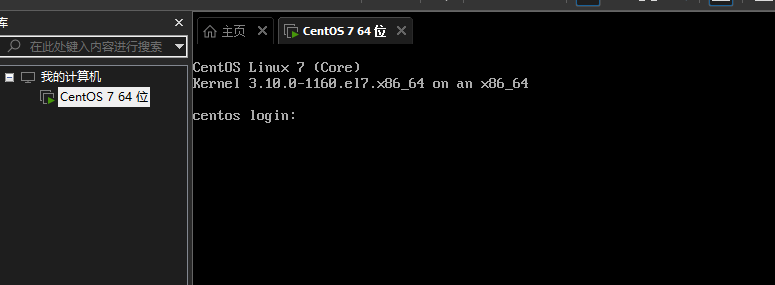 库
在此处键入内容进行搜索
我的计算机
CentOS 7 64 位
主页
CentOS 7 64 位
CentOS Linux 7 (Core)
Kernel 3.10.0-1160.el7.x86_64 on an x86_64
centos login: